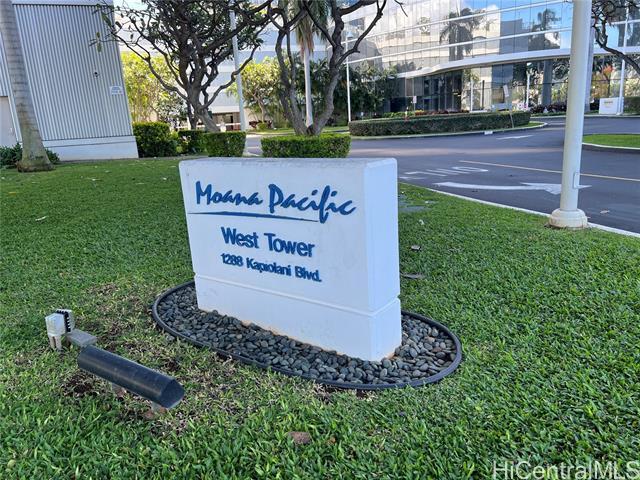 Moana Pacific
West Tower
1288 Kapiolani Blvd.
HiCentralMLS